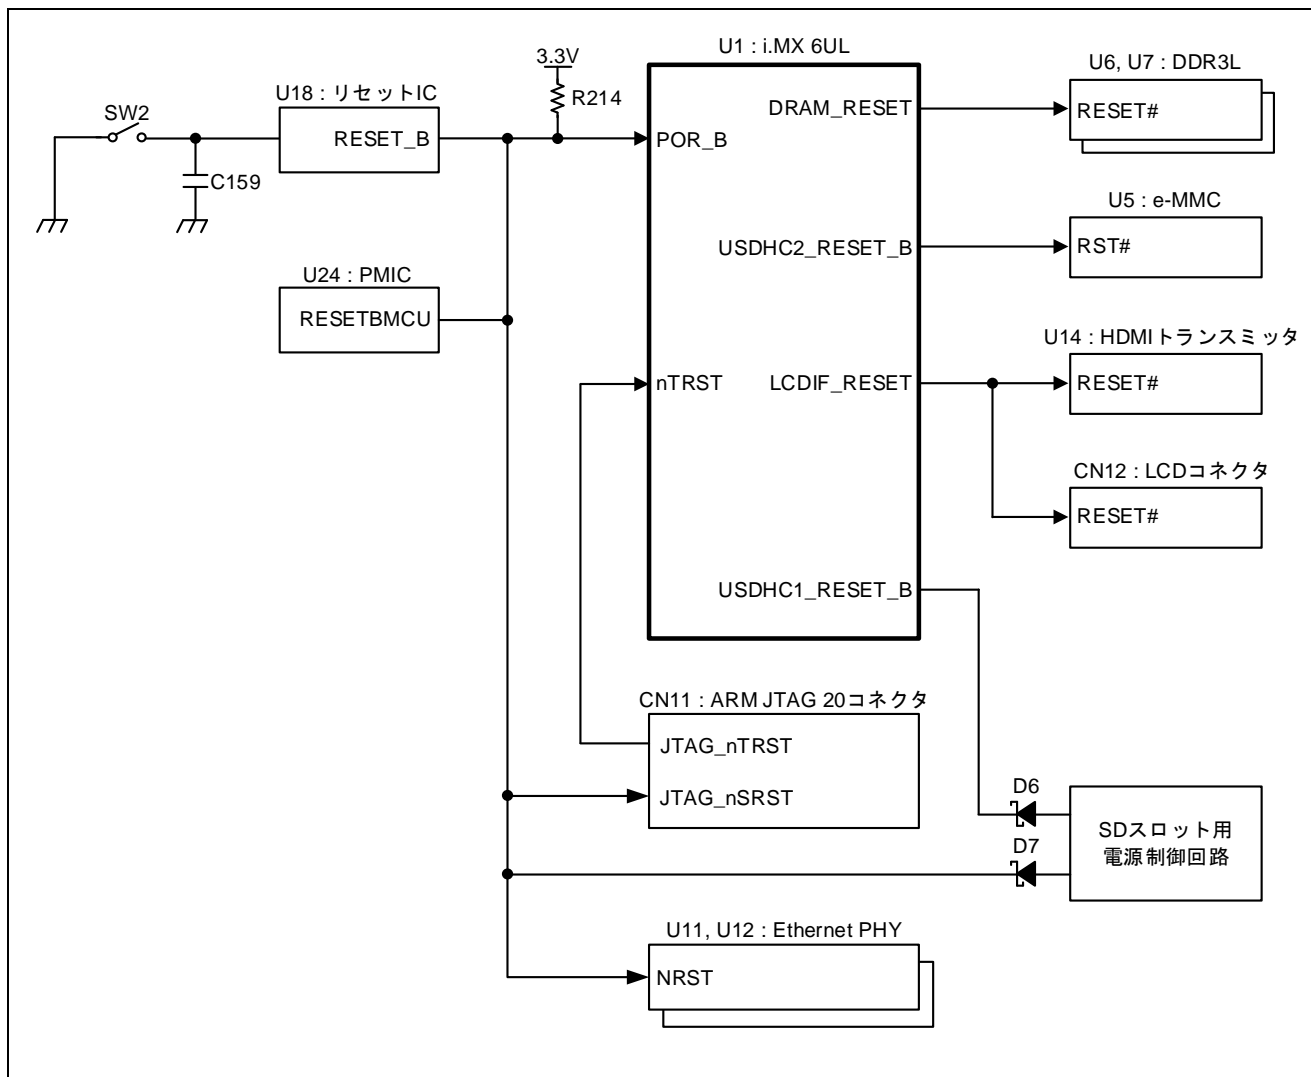 U1 : i.MX 6UL
3.3V
R214
U6, U7 : DDR3L
U18 : リセットIC
SW2
RESET_B
DRAM_RESET
RESET#
POR_B
C159
U5 : e-MMC
USDHC2_RESET_B
RST#
U24 : PMIC
RESETBMCU
U14 : HDMIトランスミッタ
nTRST
LCDIF_RESET
RESET#
CN12 : LCDコネクタ
RESET#
USDHC1_RESET_B
CN11 : ARM JTAG 20コネクタ
JTAG_nTRST
JTAG_nSRST
D6
SDスロット用
電源制御回路
D7
U11, U12 : Ethernet PHY
NRST